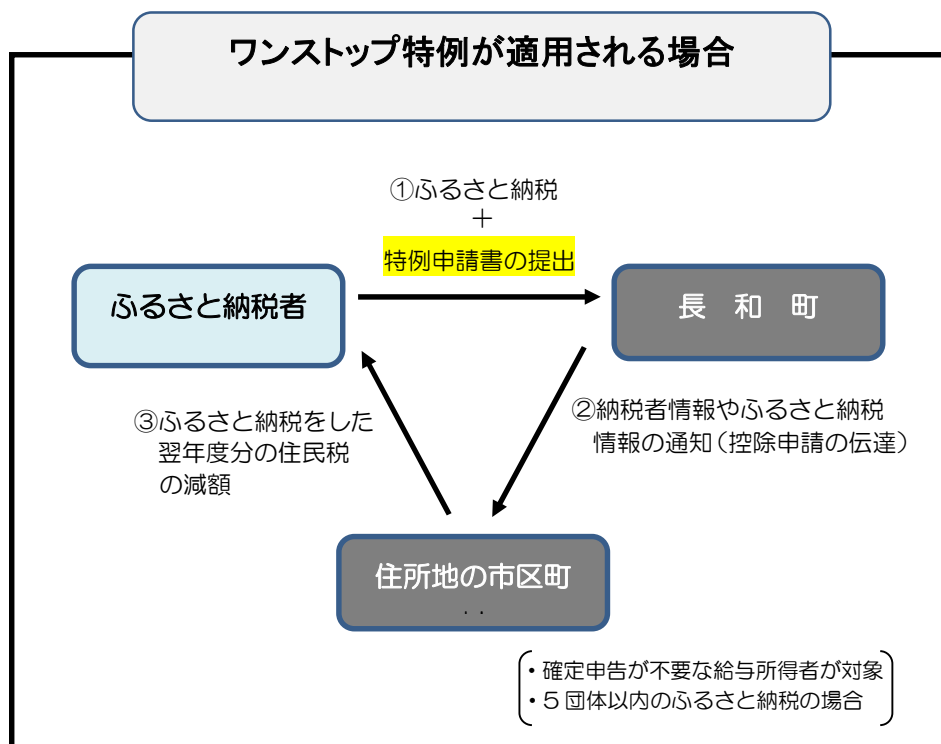 ワンストップ特例が適用される場合
①ふるさと納税
＋
特例申請書の提出
ふるさと納税者
長　和　町
③ふるさと納税をした
翌年度分の住民税
の減額
②納税者情報やふるさと納税
情報の通知（控除申請の伝達）
住所地の市区町
・確定申告が不要な給与所得者が対象
・５団体以内のふるさと納税の場合